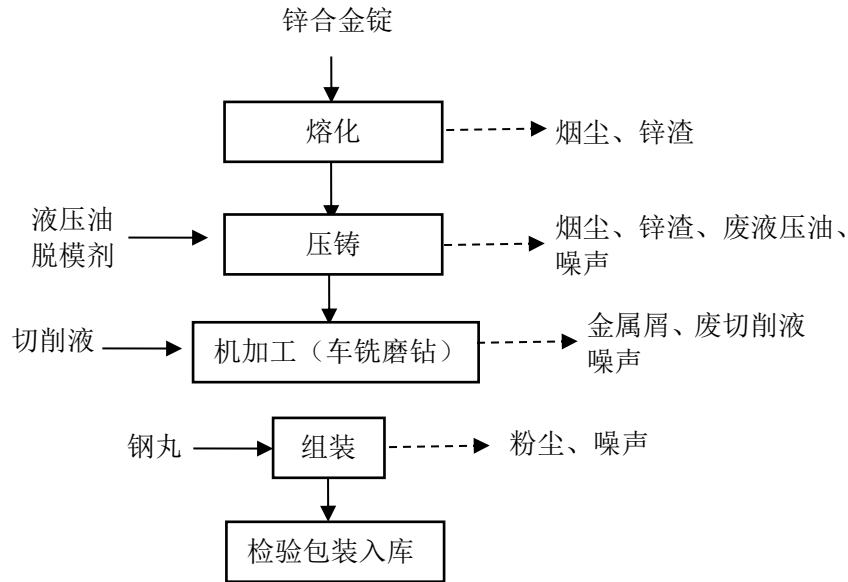 锌合金锭
熔化
烟尘、锌渣
液压油
脱模剂
压铸
烟尘、锌渣、废液压油、
噪声
切削液
机加工（车铣磨钻）
金属屑、废切削液
噪声
钢丸
组装
粉尘、噪声
检验包装入库